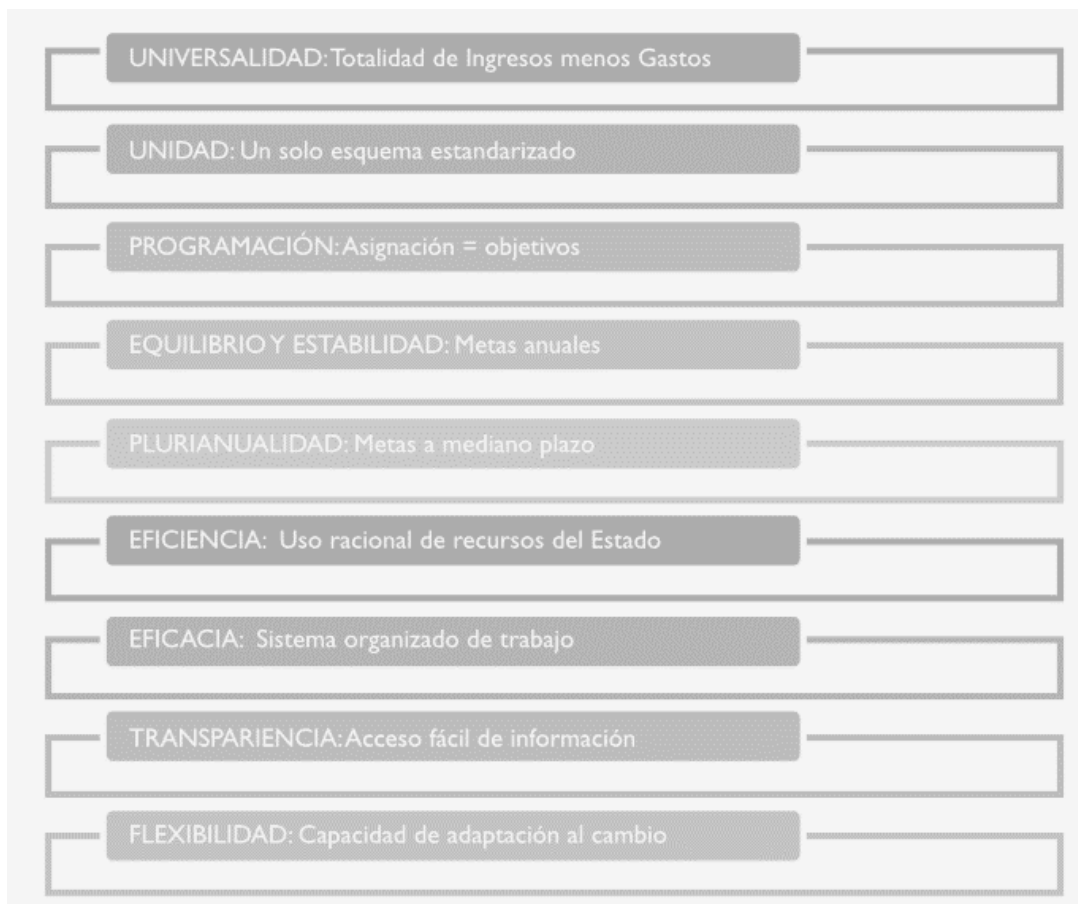 UNIVERSALIDAD: Totalidad de Ingresos menos Gastos
UNIDAD: Un solo esquema estandarizado
PROGRAMACIÓN: Asignación = objetivos
EQUILIBRIO Y ESTABILIDAD: Metas anuales
PLURIANUALIDAD: Metas a mediano plazo
EFICIENCIA: Uso racional de recursos del Estado
EFICACIA: Sistema organizado de trabajo
TRANSPARIENCIA: Acceso fácil de información
FLEXIBILIDAD: Capacidad de adaptación al cambio